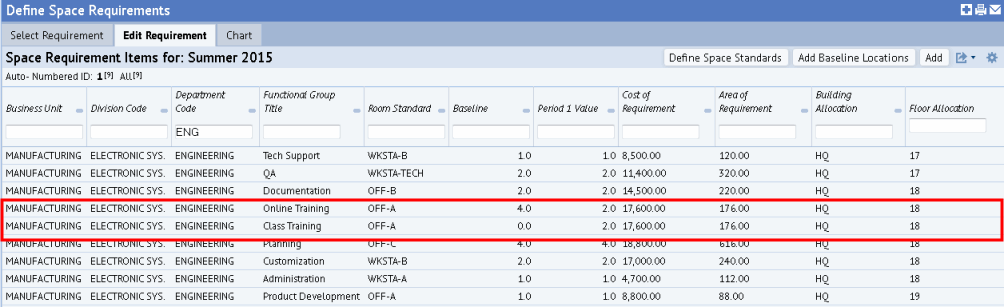 Define Space Requirements
Select Requirement Edit Requirement Chart
Space Requirement Items for: Summer 2015 Define Space Standards Add Baseline Locations Add
Auto- Numbered ID: 1[9] All[9]
Business Unit Division Code Department Code Functional Group Title Room Standard Baseline Period 1 Value Cost of Requirement Area of Requirement Building Allocation Floor Allocation
ENG
MANUFACTURING ELECTRONIC SYS. ENGINEERING Tech Support WKSTA-B 1.0 1.0 8,500.00 120.00 HQ 17
MANUFACTURING ELECTRONIC SYS. ENGINEERING QA WKSTA-TECH 2.0 2.0 11,400.00 320.00 HQ 17
MANUFACTURING ELECTRONIC SYS. ENGINEERING Documentation OFF-B 2.0 2.0 14,500.00 220.00 HQ 18
MANUFACTURING ELECTRONIC SYS. ENGINEERING Online Training OFF-A 4.0 2.0 17,600.00 176.00 HQ 18
MANUFACTURING ELECTRONIC SYS. ENGINEERING Class Training OFF-A 0.0 2.0 17,600.00 176.00 HQ 18
MANUFACTURING ELECTRONIC SYS. ENGINEERING Planning OFF-C 4.0 4.0 18,800.00 616.00 HQ 18
MANUFACTURING ELECTRONIC SYS. ENGINEERING Customization WKSTA-B 2.0 2.0 17,000.00 240.00 HQ 18
MANUFACTURING ELECTRONIC SYS. ENGINEERING Administration WKSTA-A 1.0 1.0 4,700.00 112.00 HQ 18
MANUFACTURING ELECTRONIC SYS. ENGINEERING Product Development OFF-A 1.0 1.0 8,800.00 88.00 HQ 19